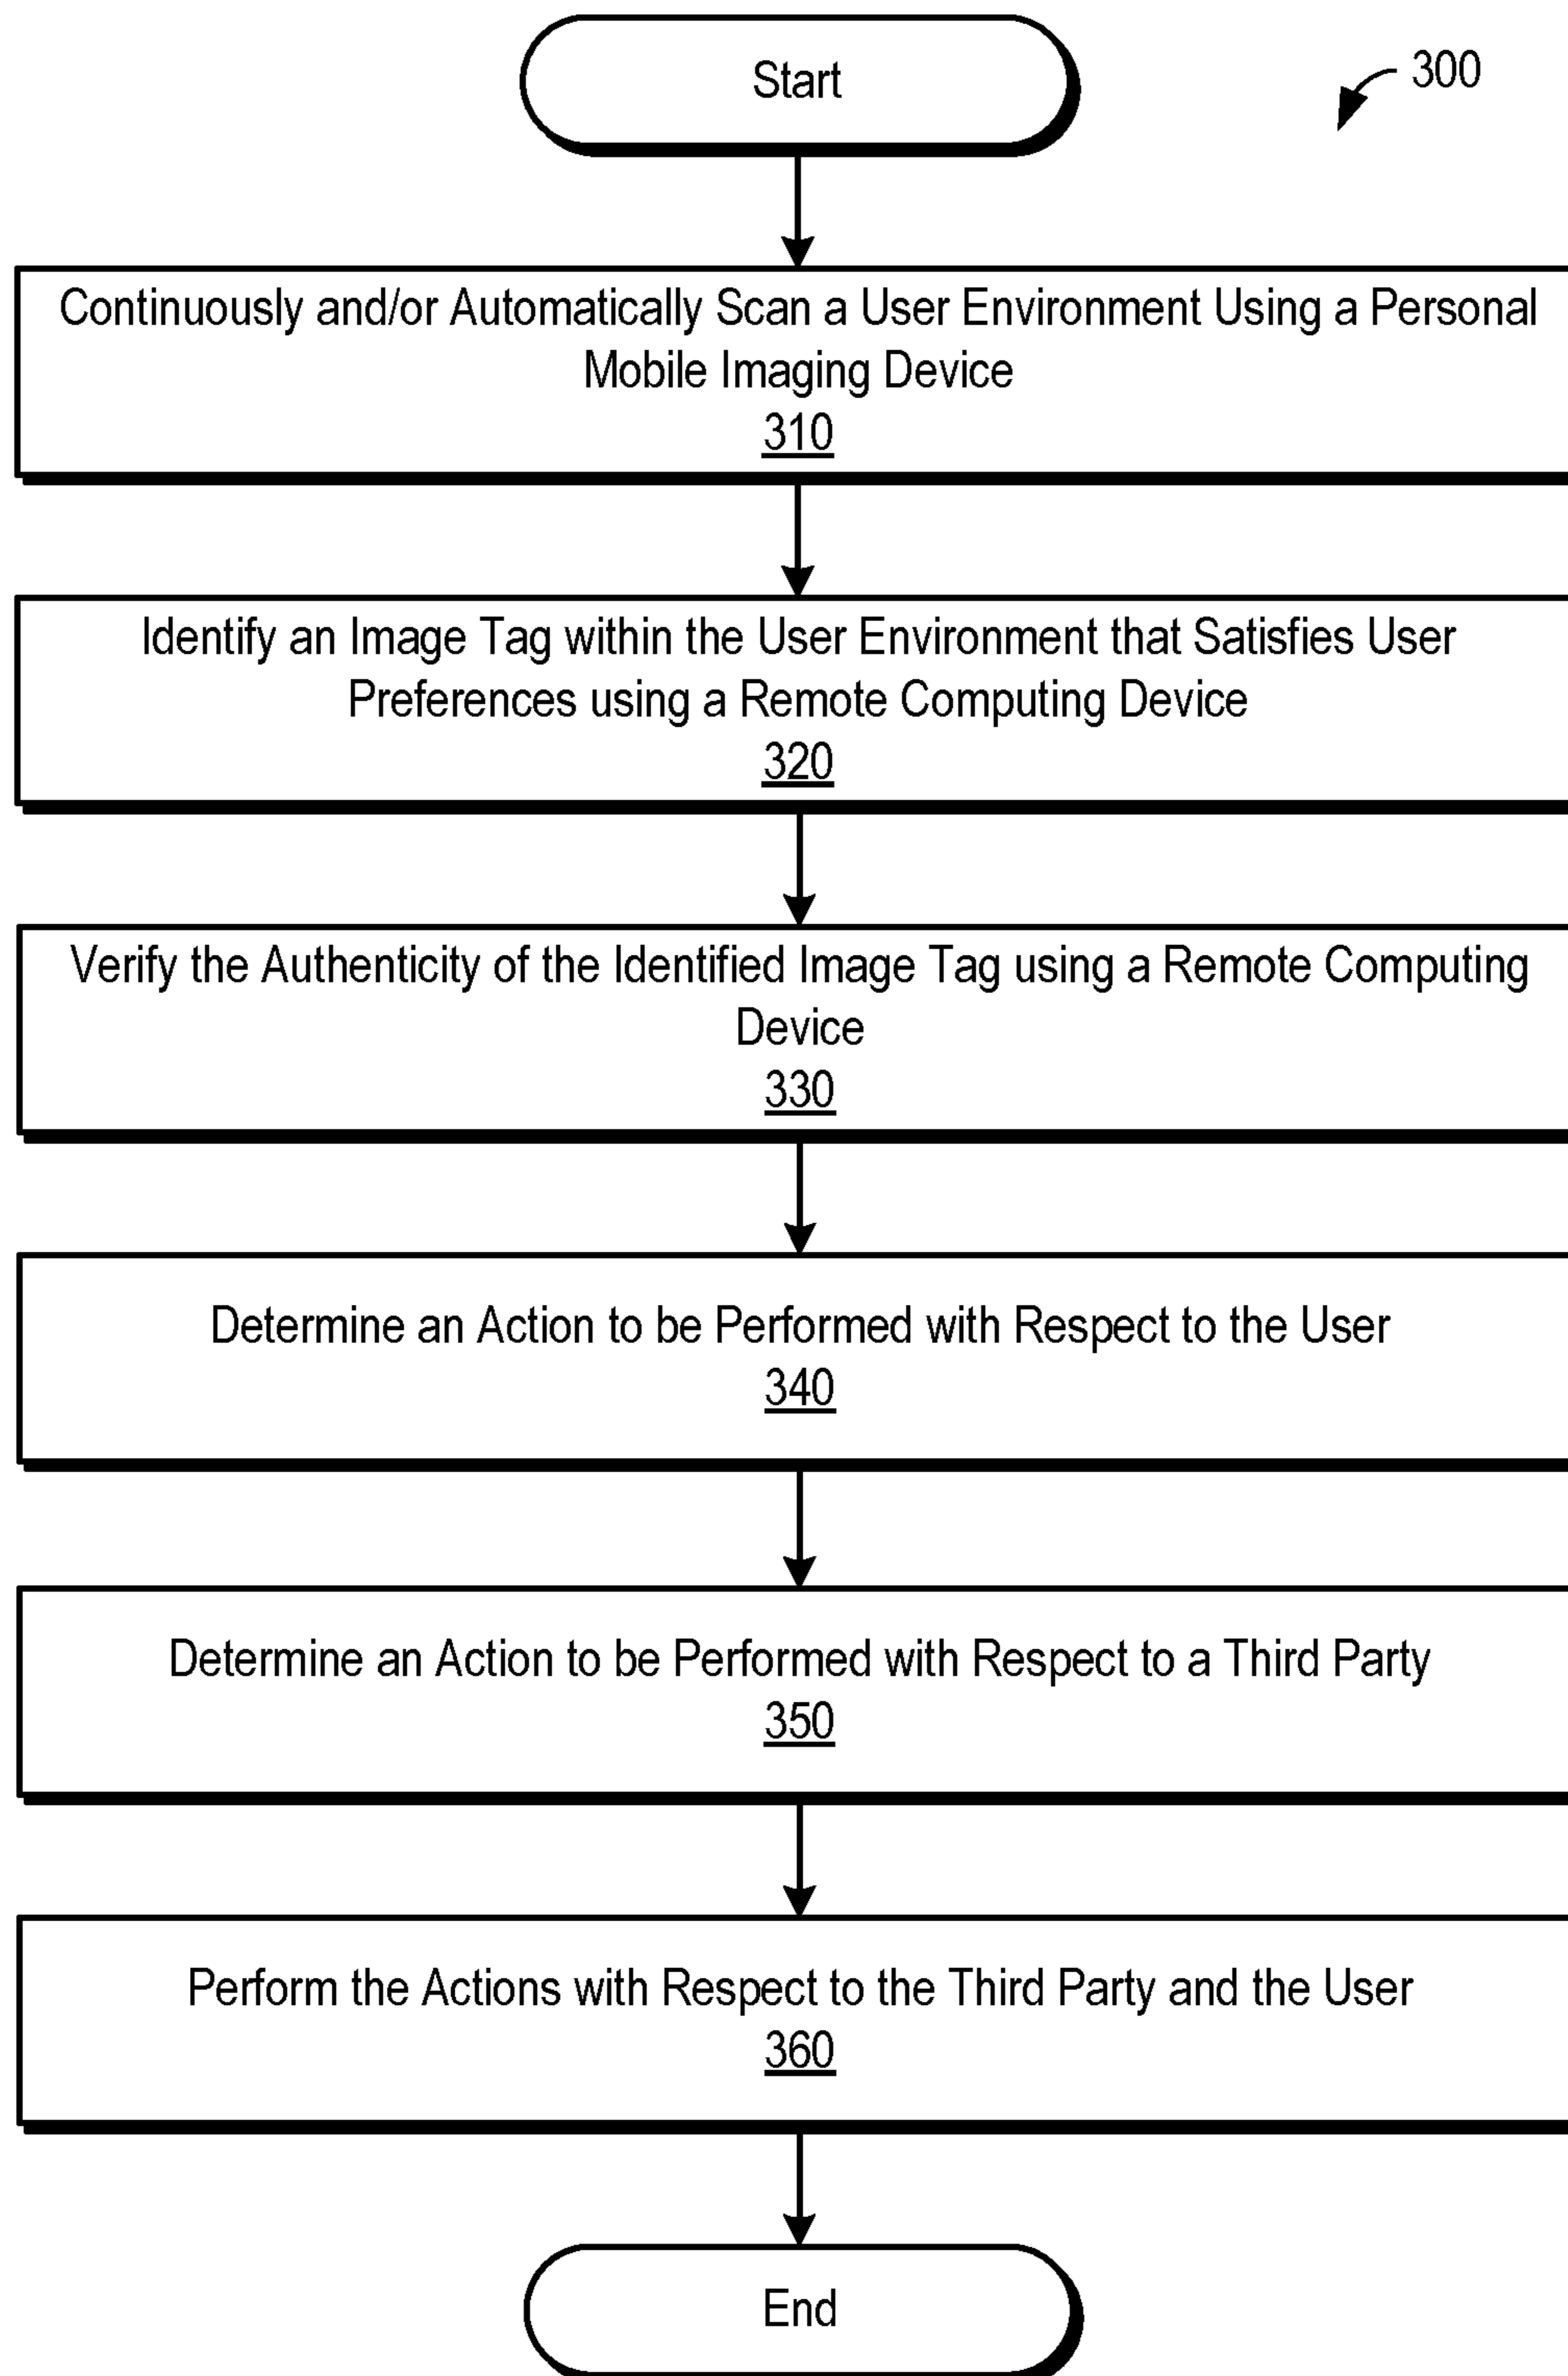 Start
300
Continuously and/or Automatically Scan a User Environment Using a Personal
Mobile Imaging Device
310
Identify an Image Tag within the User Environment that Satisfies User
Preferences using a Remote Computing Device
320
Verify the Authenticity of the Identified Image Tag using a Remote Computing
Device
330
Determine an Action to be Performed with Respect to the User
340
Determine an Action to be Performed with Respect to a Third Party
350
Perform the Actions with Respect to the Third Party and the User
360
End